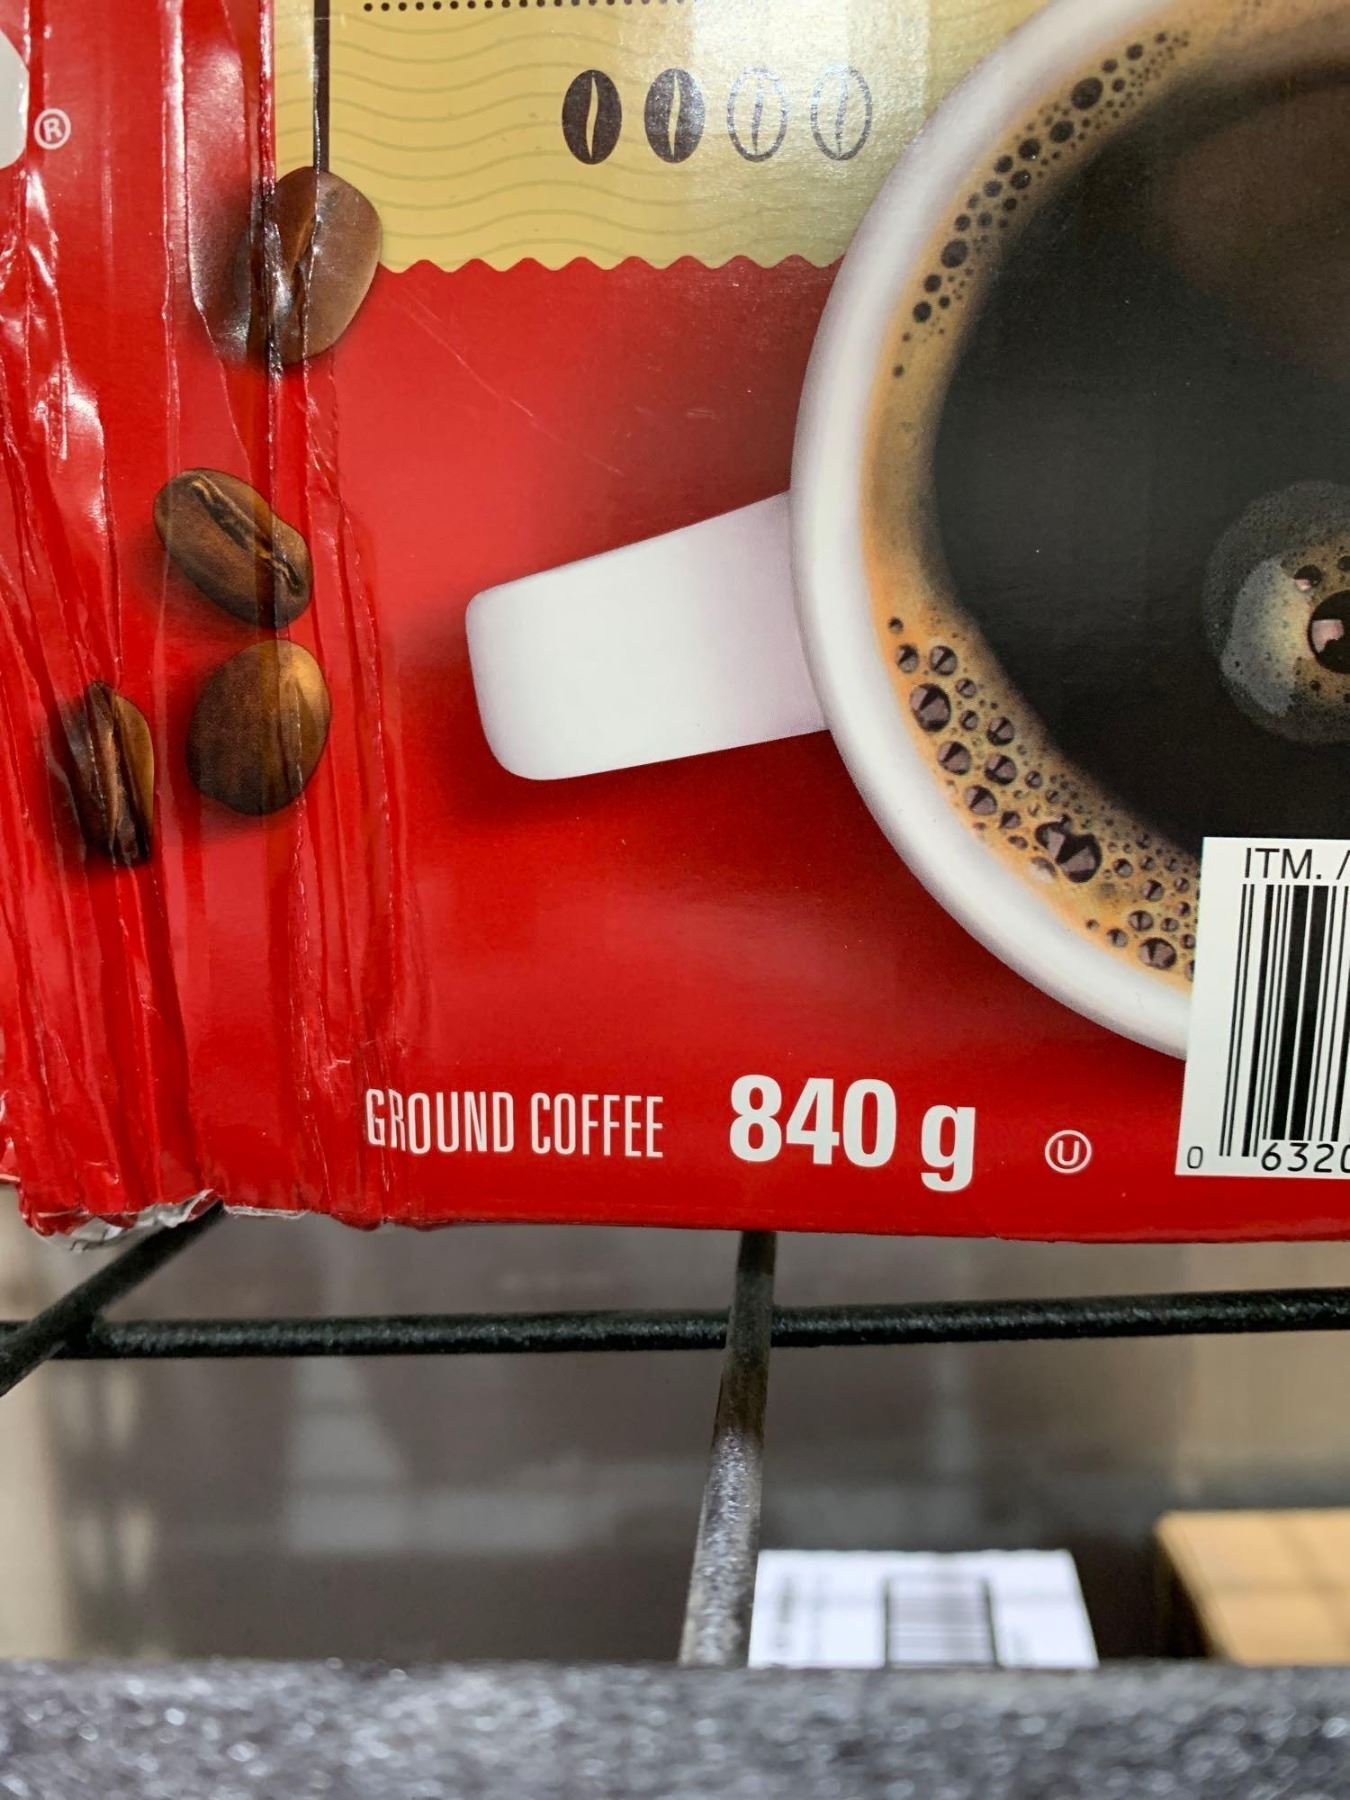 ®
GROUND COFFEE 840 g U
ITM. /
0 6320